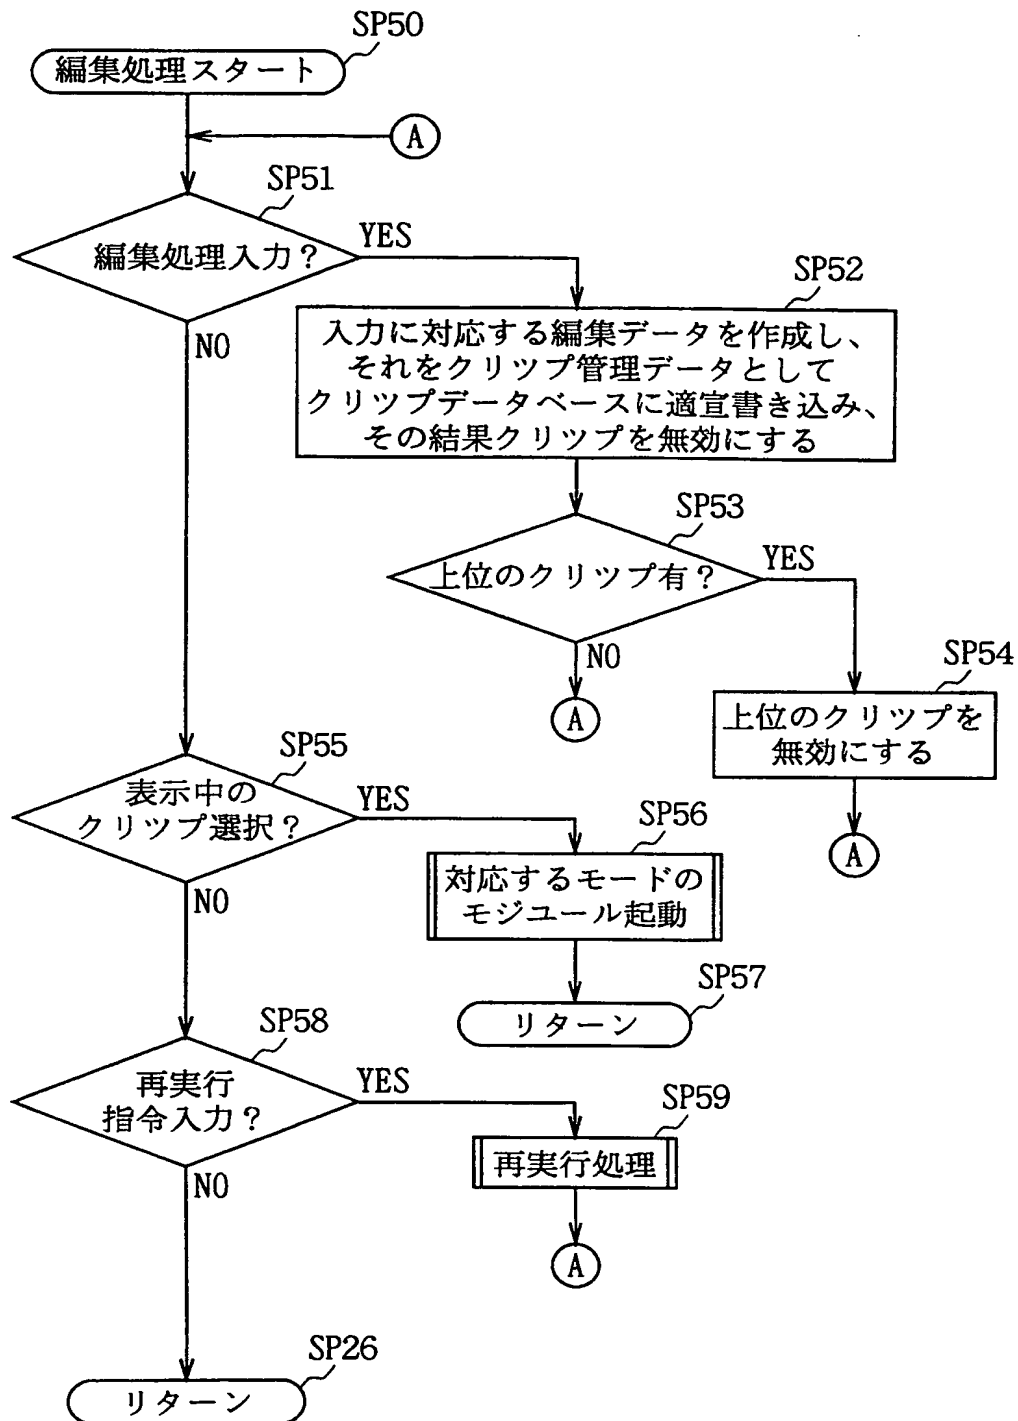 SP50
編集処理スタート
A
SP51
編集処理入力?
YES
NO
SP52
入力に対応する編集データを作成し、
それをクリツプ管理データとして
クリツプデータベースに適宣書き込み、
その結果クリツプを無効にする
SP53
上位のクリツプ有?
YES
NO
A
SP54
上位のクリツプを
無効にする
A
SP55
表示中の
クリツプ選択?
YES
NO
SP56
対応するモードの
モジユール起動
SP57
リターン
SP58
再実行
指令入力?
YES
NO
SP59
再実行処理
A
SP26
リターン